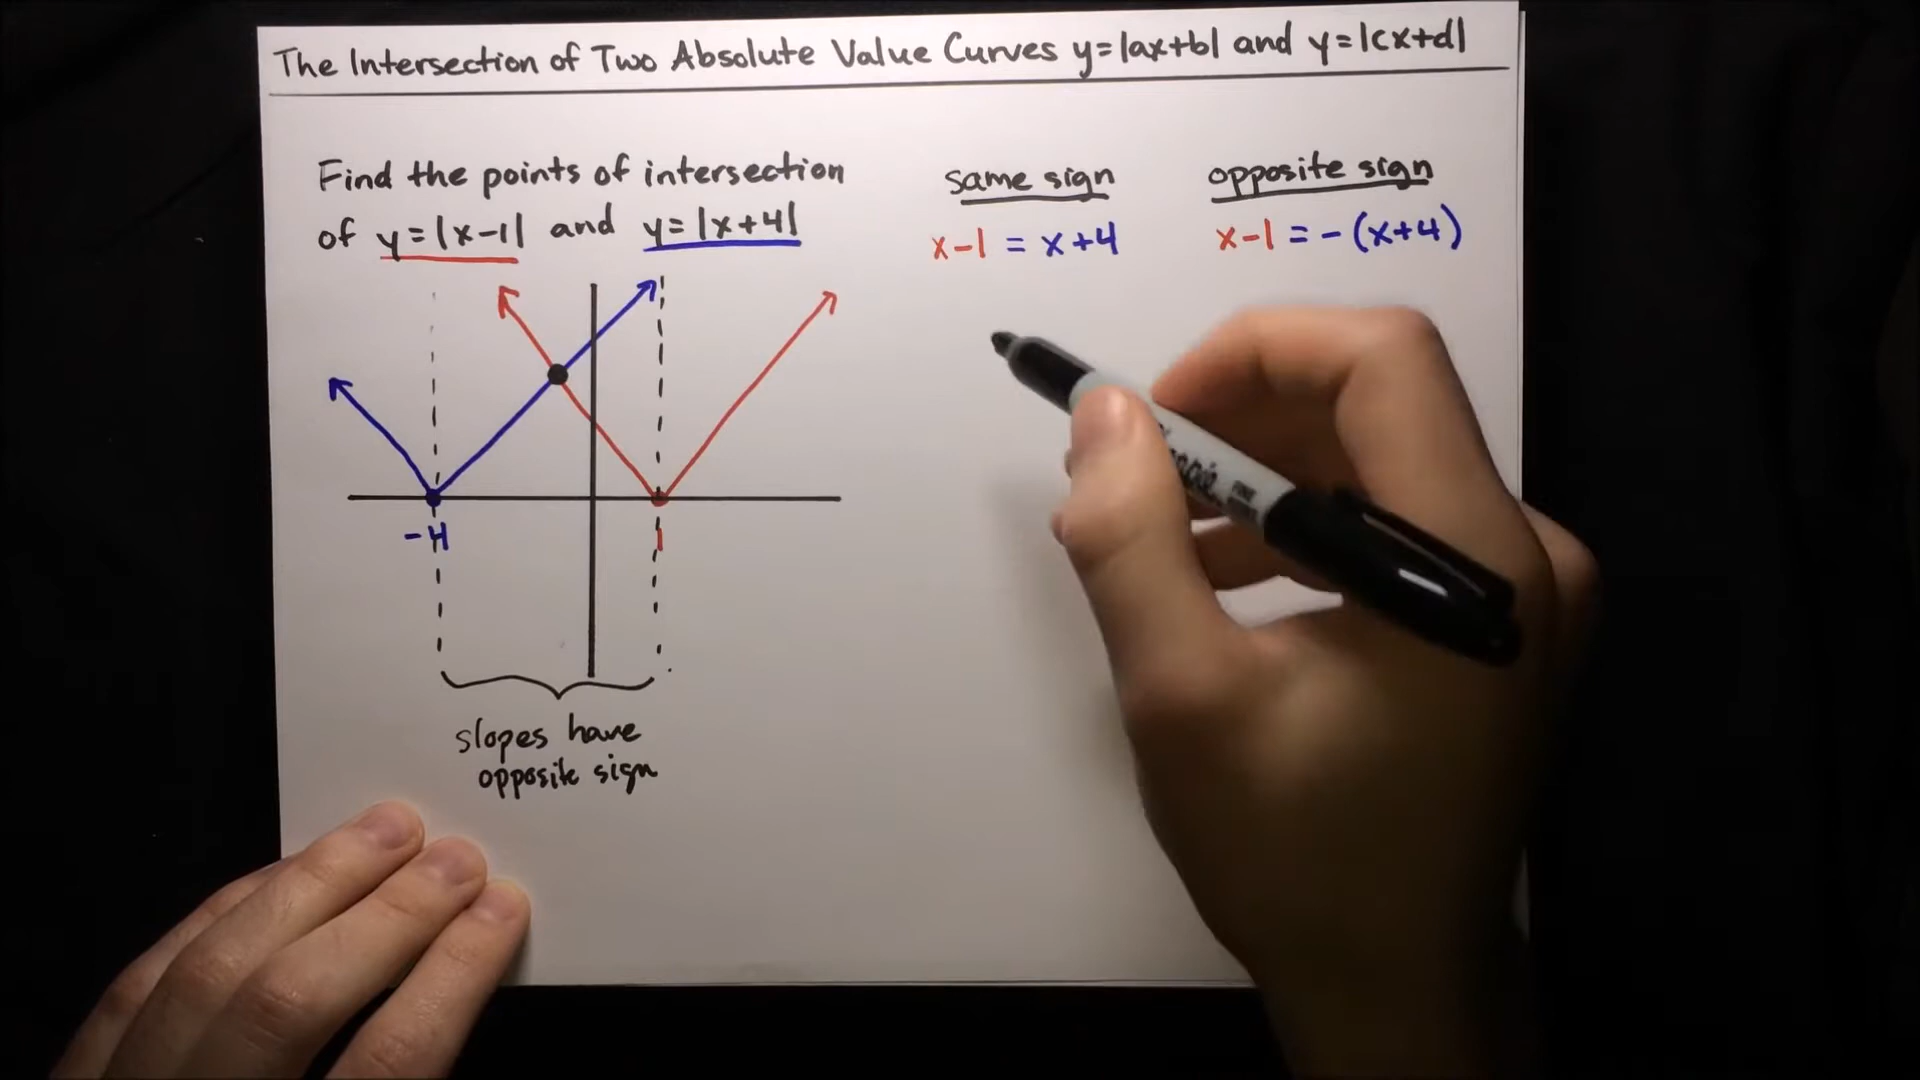 The Intersection of Two Absolute Value Curves y=|ax+b| and y=|cx+d|
Find the points of intersection
of y=|x-1| and y=|x+4|
same sign
x-1 = x+4
opposite sign
x-1 = -(x+4)
-4
1
slopes have
opposite sign